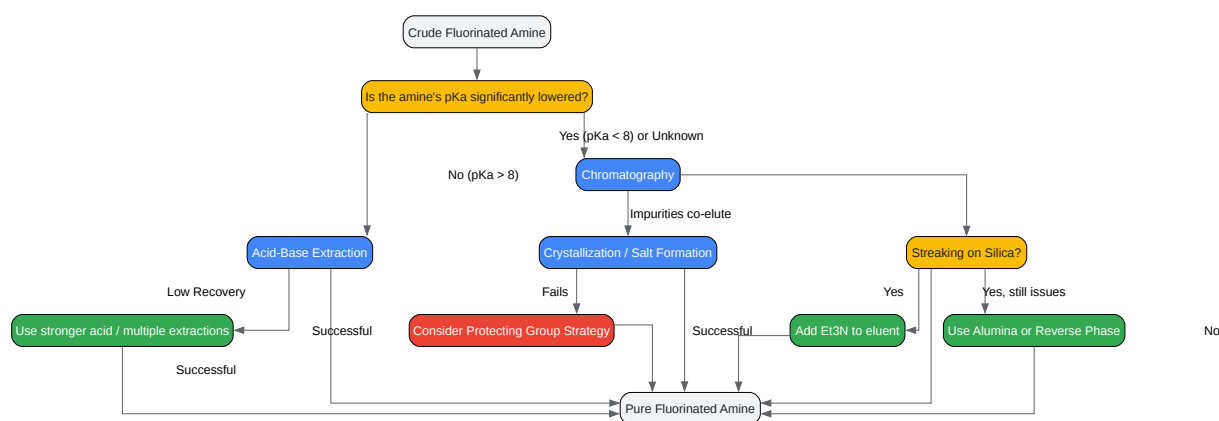 Crude Fluorinated Amine
Is the amine's pKa significantly lowered?
Yes (pKa < 8) or Unknown
No (pKa > 8)
Chromatography
Impurities co-elute
Acid-Base Extraction
Crystallization / Salt Formation
Streaking on Silica?
Low Recovery
Fails
Yes
Yes, still issues
Use stronger acid / multiple extractions
Successful
Consider Protecting Group Strategy
Successful
Add Et3N to eluent
Use Alumina or Reverse Phase
No
Successful
Pure Fluorinated Amine